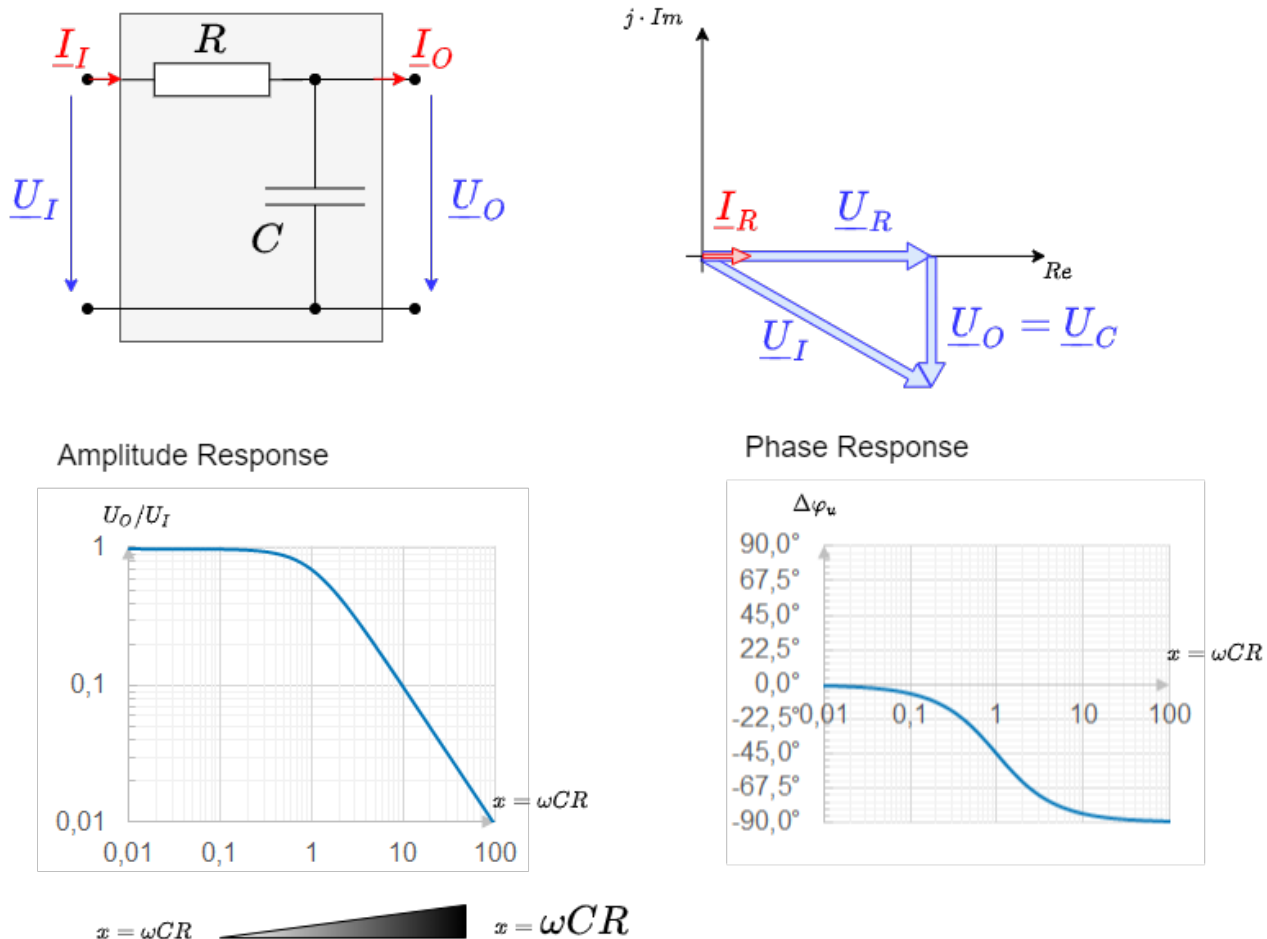 I_I
R
I_O
U_I
C
U_O
j · Im
I_R
U_R
Re
U_I
U_O = U_C
Amplitude Response
U_O/U_I
1
0,1
0,01
x = ωCR
0,01 0,1 1 10 100
Phase Response
Δφ_u
90,0°
67,5°
45,0°
22,5°
x = ωCR
0,0°
0,01 0,1 1 10 100
-22,5°
-45,0°
-67,5°
-90,0°
x = ωCR x = ωCR